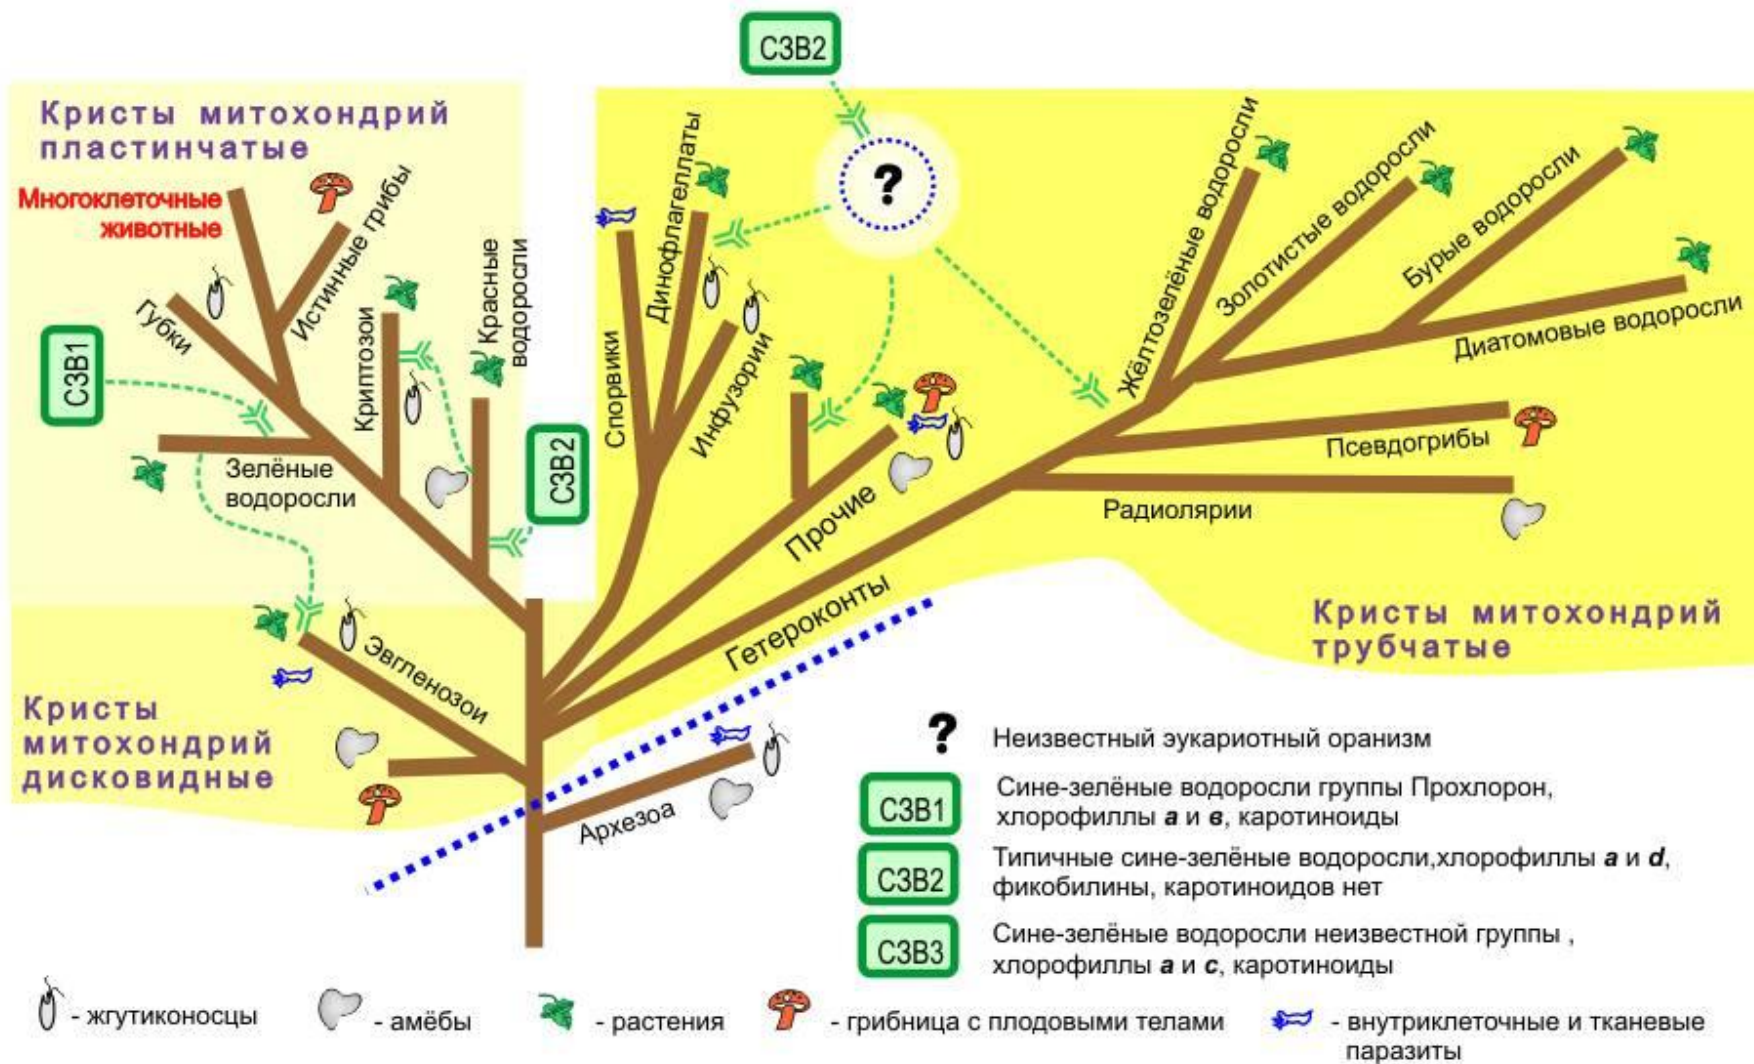 СЗВ2
Кристы митохондрий
пластинчатые
Многоклеточные
животные
Истинные грибы
Губки
СЗВ1
Криптозои
Красные
водоросли
Зелёные
водоросли
СЗВ2
Спорвики
Динофлагеллаты
Инфузории
?
Жёлтозелёные водоросли
Золотистые водоросли
Бурые водоросли
Диатомовые водоросли
Псевдогрибы
Радиолярии
Прочие
Гетероконты
Кристы митохондрий
трубчатые
Эвгленозои
Кристы
митохондрий
дисковидные
Архезоа
? Неизвестный эукариотный оранизм
СЗВ1 Сине-зелёные водоросли группы Прохлорон,
хлорофиллы а и в, каротиноиды
СЗВ2 Типичные сине-зелёные водоросли,хлорофиллы a и d,
фикобилины, каротиноидов нет
СЗВ3 Сине-зелёные водоросли неизвестной группы ,
хлорофиллы а и с, каротиноиды
- жгутиконосцы
- амёбы
- растения
- грибница с плодовыми телами
- внутриклеточные и тканевые
паразиты